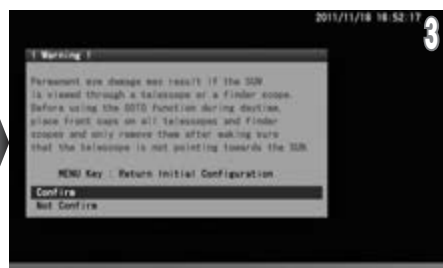 2011/11/18 16:52:17
3
! Warning !
Permanent eye damage may result if the SUN
is viewed through a telescope or a finder scope.
Before using the GOTO function during daytime,
place front caps on all telescopes and finder
scopes and only remove them after making sure
that the telescope is not pointing towards the SUN.
MENU Key : Return Initial Configuration
Confirm
Not Confirm